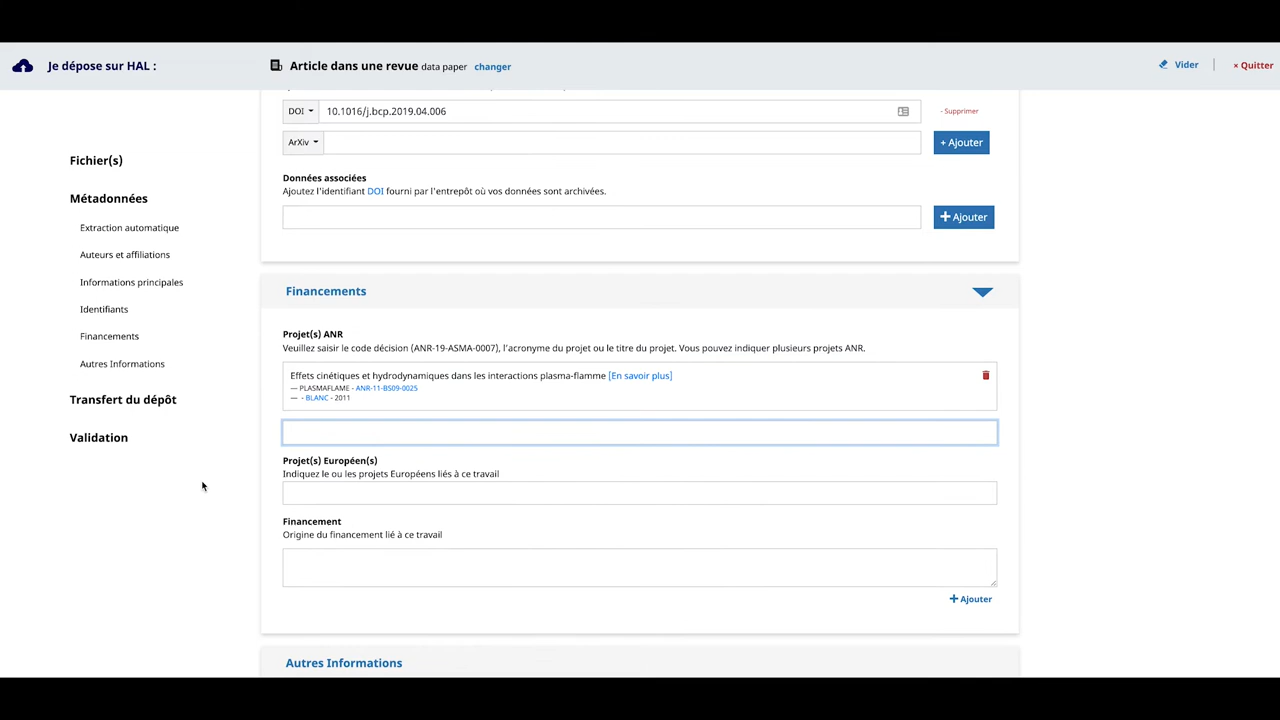 Je dépose sur HAL :
Article dans une revue data paper changer
Vider
× Quitter
DOI 10.1016/j.bcp.2019.04.006
- Supprimer
ArXiv
+ Ajouter
Données associées
Ajoutez l'identifiant DOI fourni par l'entrepôt où vos données sont archivées.
+ Ajouter
Fichier(s)
Métadonnées
Extraction automatique
Auteurs et affiliations
Informations principales
Identifiants
Financements
Autres Informations
Transfert du dépôt
Validation
Financements
Projet(s) ANR
Veuillez saisir le code décision (ANR-19-ASMA-0007), l'acronyme du projet ou le titre du projet. Vous pouvez indiquer plusieurs projets ANR.
Effets cinétiques et hydrodynamiques dans les interactions plasma-flamme [En savoir plus]
— PLASMAFLAME - ANR-11-BS09-0025
— - BLANC - 2011
Projet(s) Européen(s)
Indiquez le ou les projets Européens liés à ce travail
Financement
Origine du financement lié à ce travail
+ Ajouter
Autres Informations